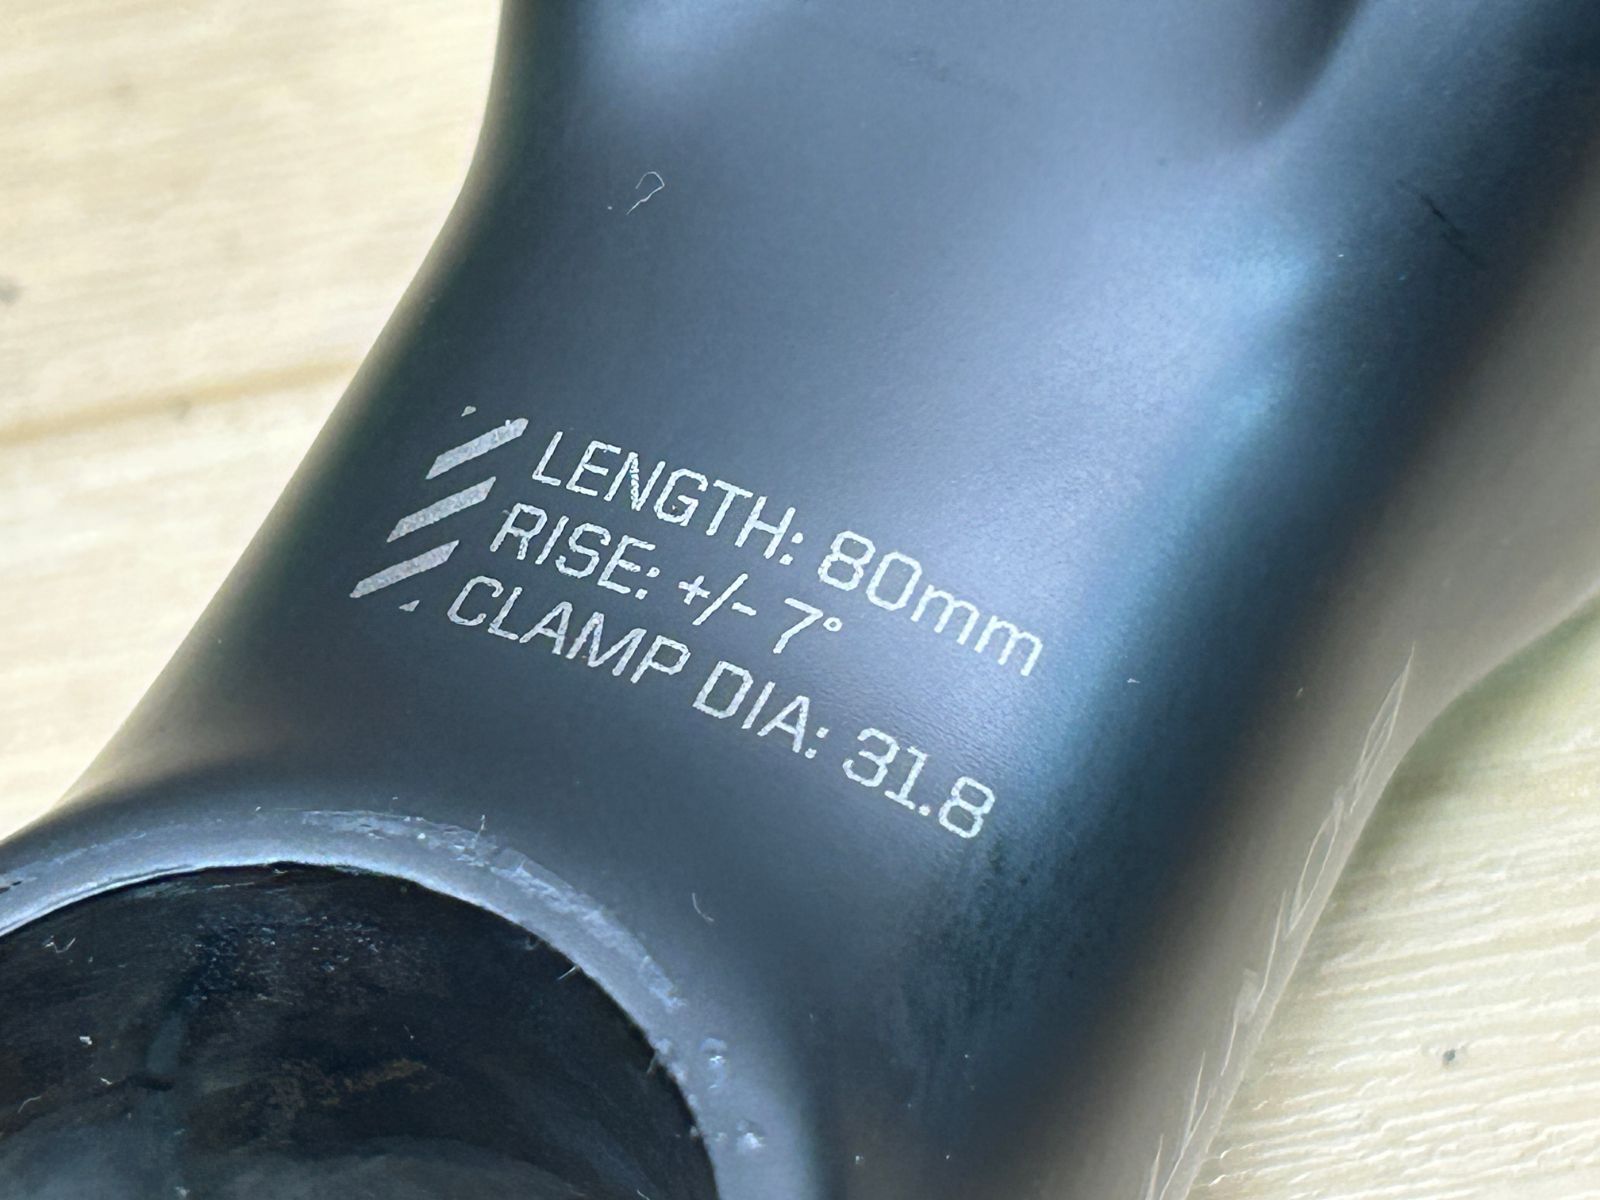 LENGTH: 80mm
RISE: +/- 7°
CLAMP DIA: 31.8